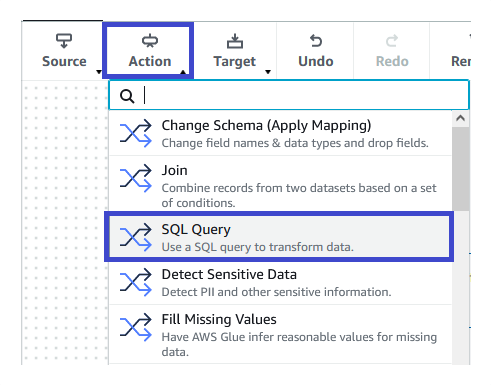 Source
Action
Target
Undo
Redo
Change Schema (Apply Mapping)
Change field names & data types and drop fields.
Join
Combine records from two datasets based on a set
of conditions.
SQL Query
Use a SQL query to transform data.
Detect Sensitive Data
Detect PII and other sensitive information.
Fill Missing Values
Have AWS Glue infer reasonable values for missing
data.